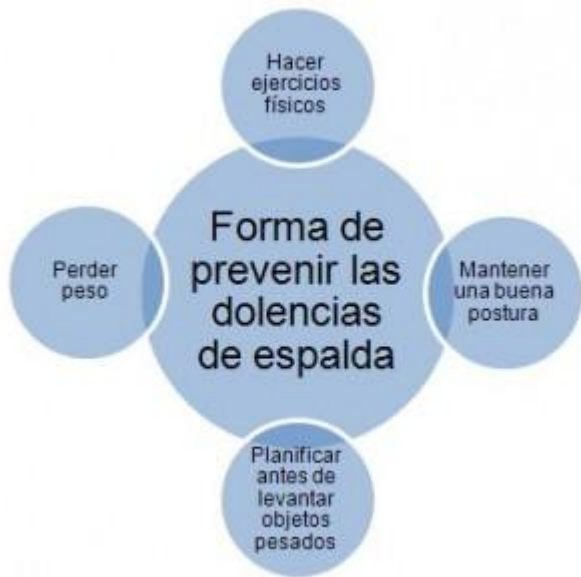 Hacer
ejercicios
físicos
Forma de
prevenir las
dolencias
de espalda
Perder
peso
Mantener
una buena
postura
Planificar
antes de
levantar
objetos
pesados